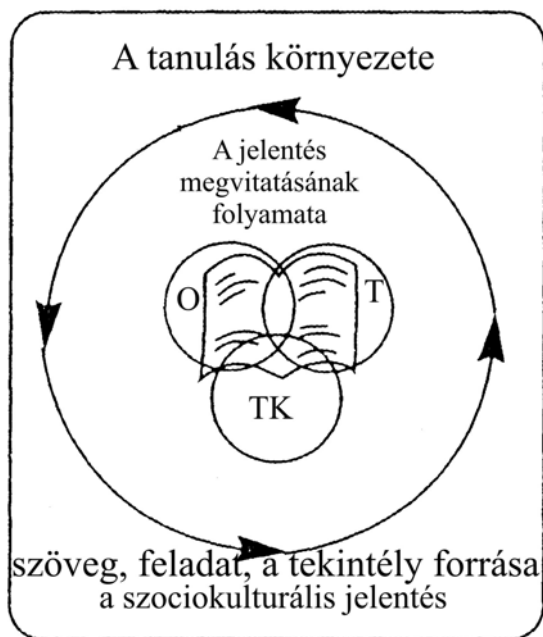 A tanulás környezete
A jelentés
megvitatásának
folyamata
O
T
TK
szöveg, feladat, a tekintély forrása
a szociokulturális jelentés